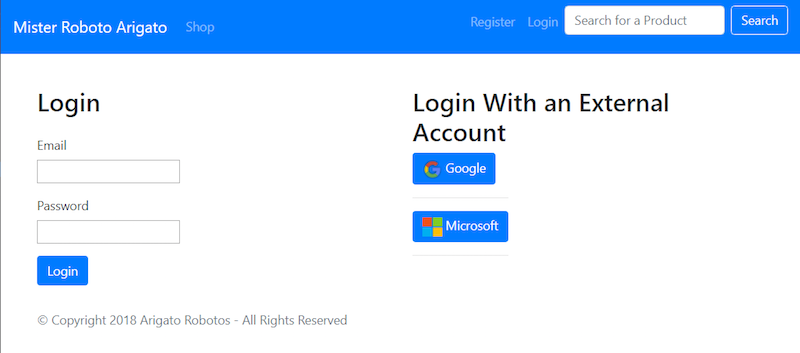 Mister Roboto Arigato Shop Register Login Search for a Product Search
Login
Email
Password
Login
Login With an External
Account
Google
Microsoft
© Copyright 2018 Arigato Robotos - All Rights Reserved